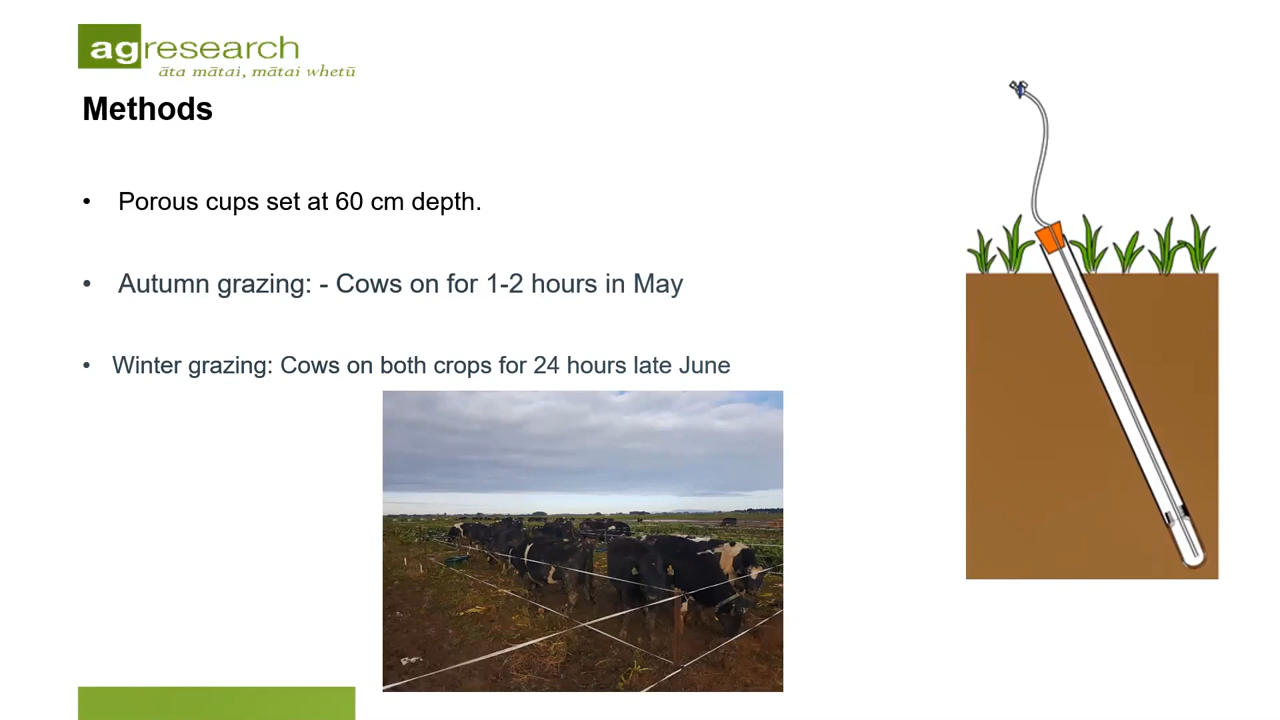 agresearch
āta mātai, mātai whetū
Methods
• Porous cups set at 60 cm depth.
• Autumn grazing: - Cows on for 1-2 hours in May
• Winter grazing: Cows on both crops for 24 hours late June